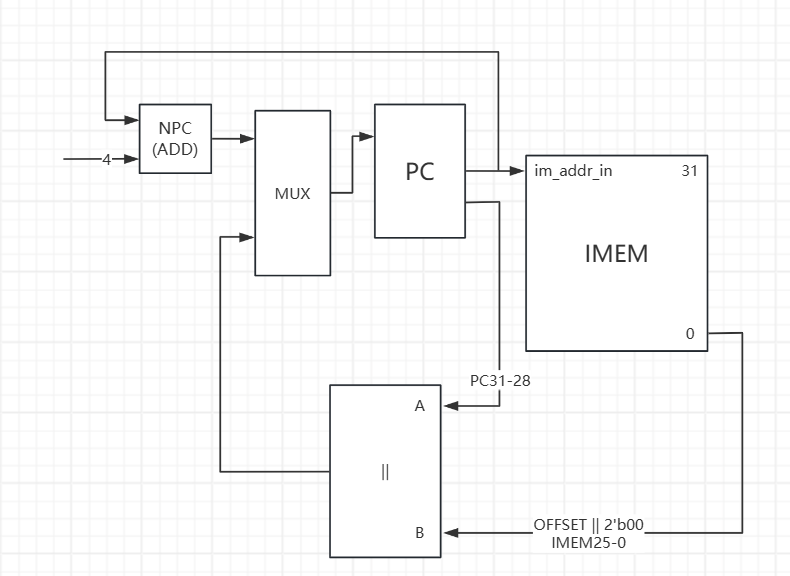 NPC
(ADD)
4
MUX
PC
im_addr_in
31
IMEM
0
PC31-28
A
||
B
OFFSET || 2'b00
IMEM25-0